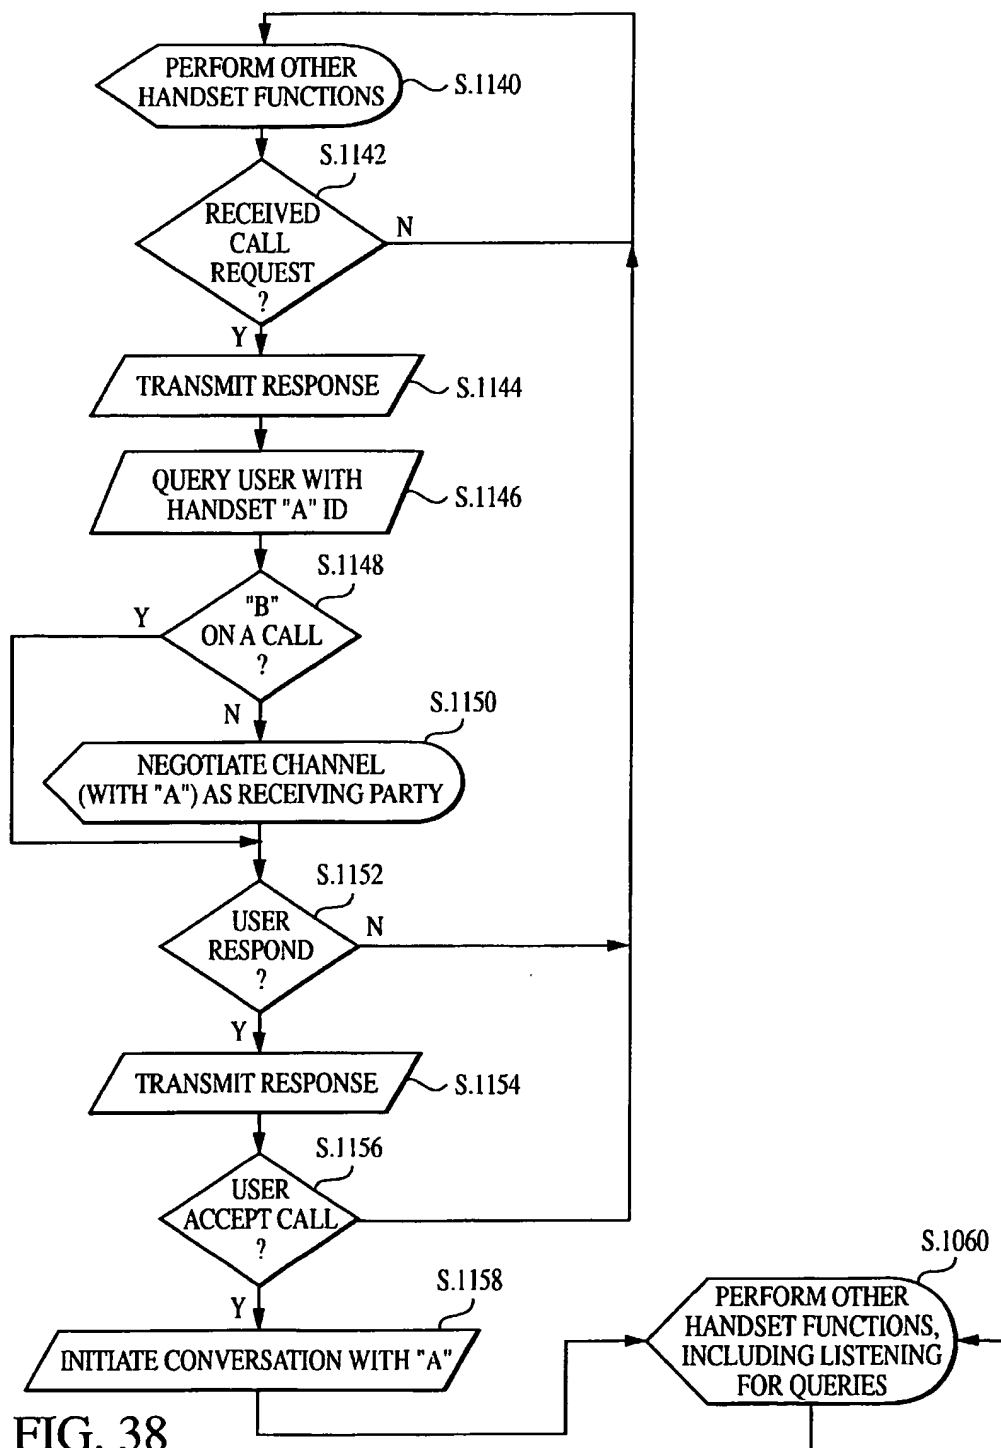 PERFORM OTHER
HANDSET FUNCTIONS
S.1140
S.1142
RECEIVED
CALL
REQUEST
?
N
Y
TRANSMIT RESPONSE
S.1144
QUERY USER WITH
HANDSET "A" ID
S.1146
S.1148
"B"
ON A CALL
?
Y
N
S.1150
NEGOTIATE CHANNEL
(WITH "A") AS RECEIVING PARTY
S.1152
USER
RESPOND
?
N
Y
TRANSMIT RESPONSE
S.1154
S.1156
USER
ACCEPT CALL
?
Y
S.1158
INITIATE CONVERSATION WITH "A"
S.1060
PERFORM OTHER
HANDSET FUNCTIONS,
INCLUDING LISTENING
FOR QUERIES
FIG. 38